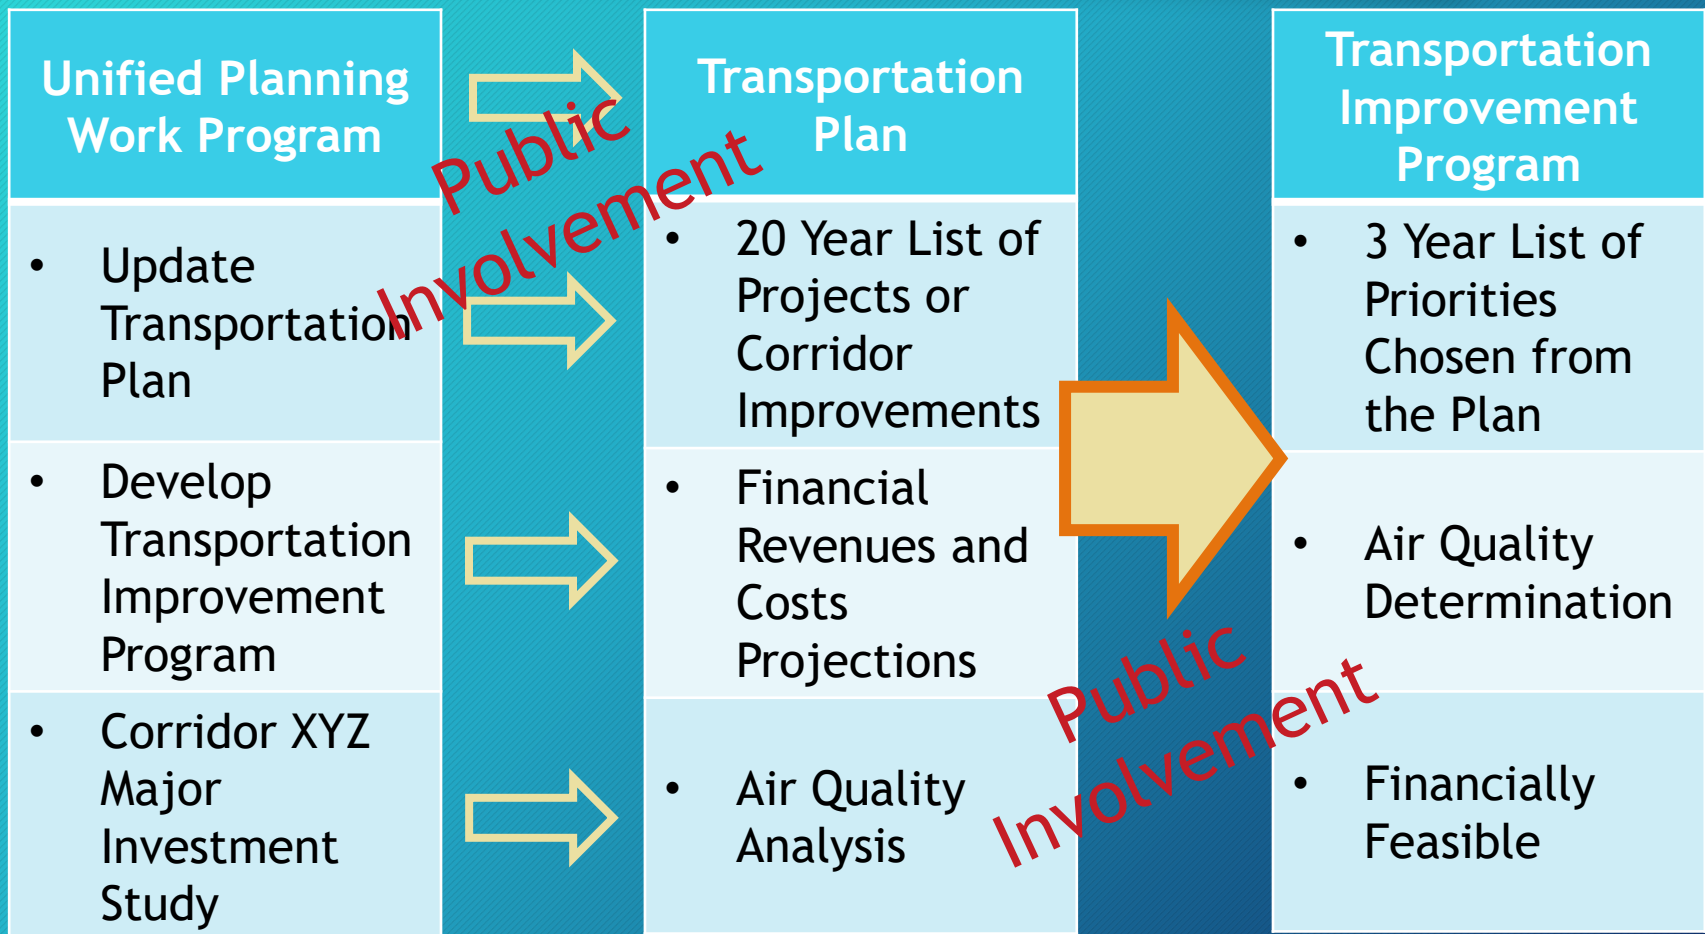 Unified Planning
Work Program
• Update
Transportation
Plan
• Develop
Transportation
Improvement
Program
• Corridor XYZ
Major
Investment
Study
Public
Involvement
Transportation
Plan
• 20 Year List of
Projects or
Corridor
Improvements
• Financial
Revenues and
Costs
Projections
• Air Quality
Analysis
Public
Involvement
Transportation
Improvement
Program
• 3 Year List of
Priorities
Chosen from
the Plan
• Air Quality
Determination
• Financially
Feasible